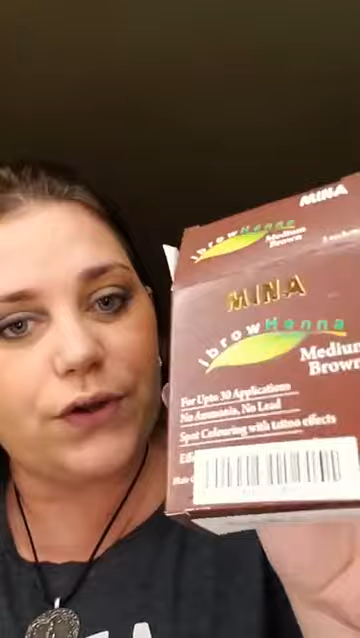 MINA
ibrowHenna
Medium
Brown
MINA
ibrowHenna
Medium
Brown
For Upto 30 Applications
No Ammonia, No Lead
Spot Colouring with tattoo effects